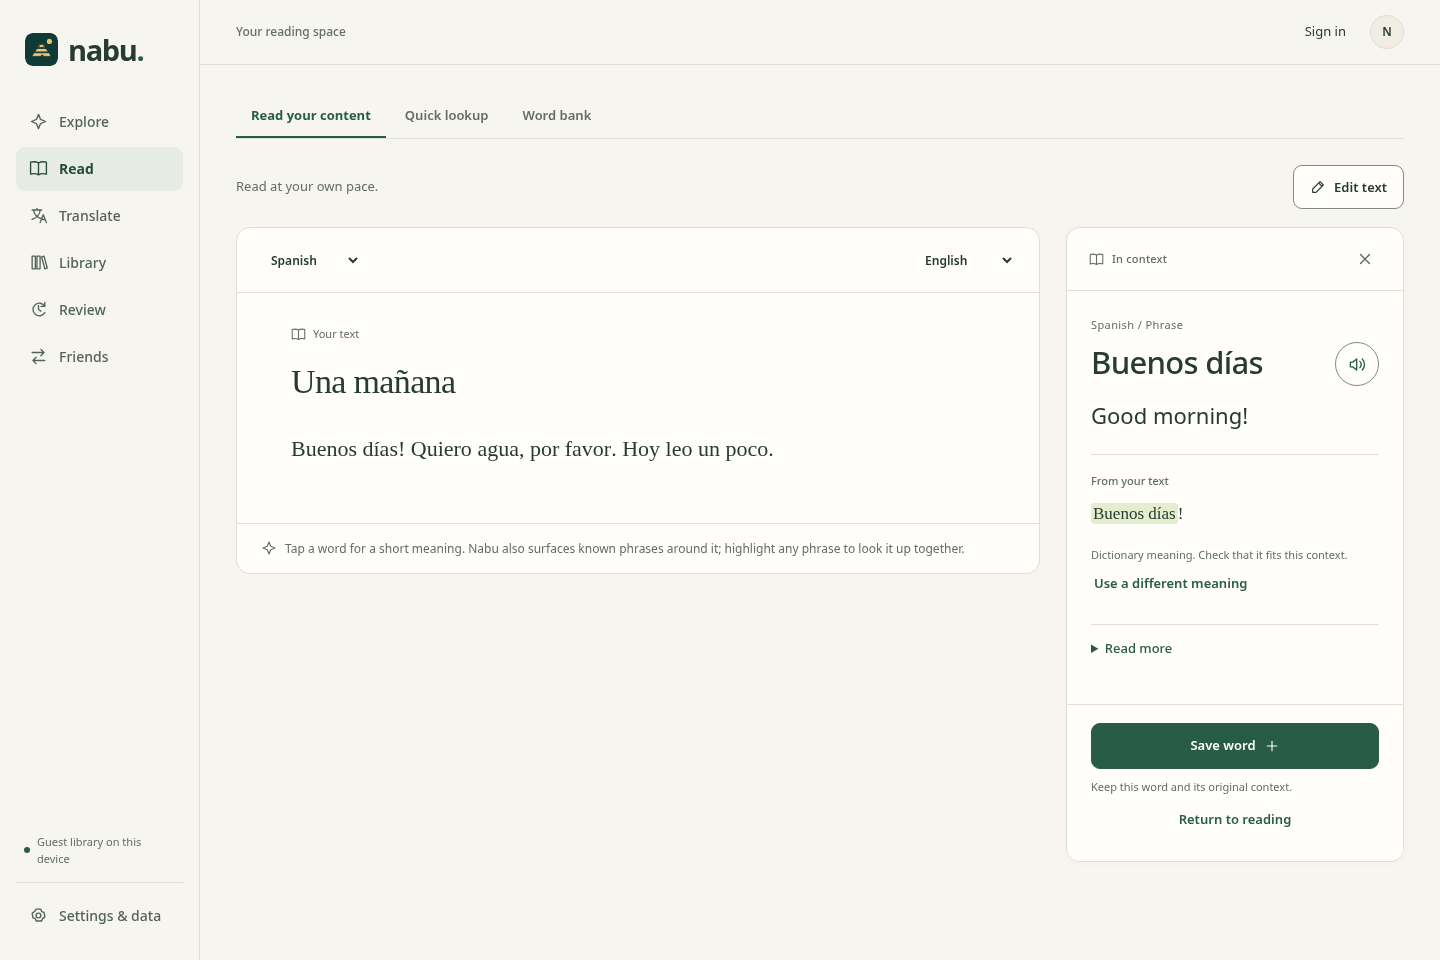 nabu.
Explore
Read
Translate
Library
Review
Friends
Guest library on this
device
Settings & data
Your reading space
Sign in
N
Read your content
Quick lookup
Word bank
Read at your own pace.
Edit text
Spanish
English
Your text
Una mañana
Buenos días! Quiero agua, por favor. Hoy leo un poco.
Tap a word for a short meaning. Nabu also surfaces known phrases around it; highlight any phrase to look it up together.
In context
Spanish / Phrase
Buenos días
Good morning!
From your text
Buenos días!
Dictionary meaning. Check that it fits this context.
Use a different meaning
Read more
Save word
Keep this word and its original context.
Return to reading